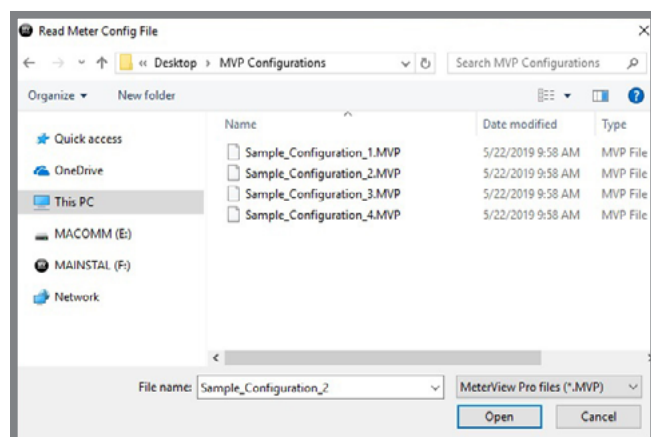 Read Meter Config File
« Desktop › MVP Configurations
Search MVP Configurations
Organize
New folder
Name
Date modified
Type
Quick access
OneDrive
This PC
MACOMM (E:)
MAINSTAL (F:)
Network
Sample_Configuration_1.MVP 5/22/2019 9:58 AM MVP File
Sample_Configuration_2.MVP 5/22/2019 9:58 AM MVP File
Sample_Configuration_3.MVP 5/22/2019 9:58 AM MVP File
Sample_Configuration_4.MVP 5/22/2019 9:58 AM MVP File
File name: Sample_Configuration_2
MeterView Pro files (*.MVP)
Open
Cancel